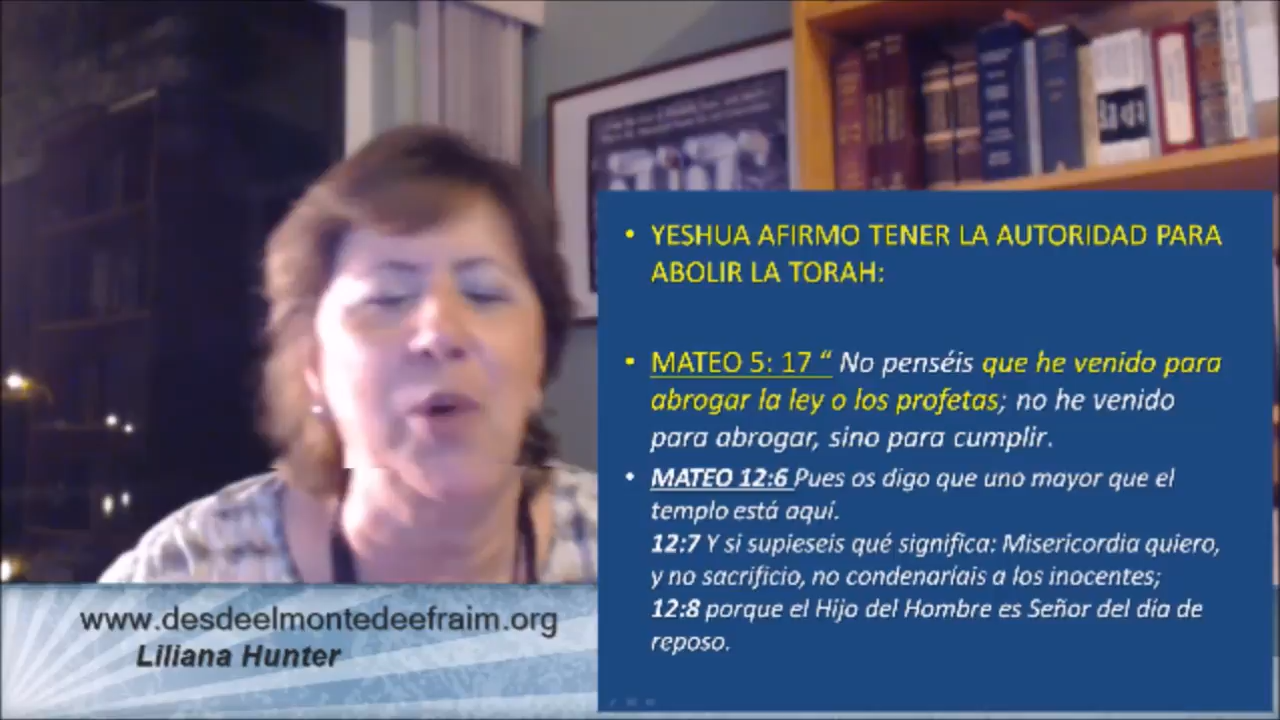 • YESHUA AFIRMO TENER LA AUTORIDAD PARA
ABOLIR LA TORAH:
• MATEO 5: 17 “ No penséis que he venido para
abrogar la ley o los profetas; no he venido
para abrogar, sino para cumplir.
• MATEO 12:6 Pues os digo que uno mayor que el
templo está aquí.
12:7 Y si supieseis qué significa: Misericordia quiero,
y no sacrificio, no condenaríais a los inocentes;
12:8 porque el Hijo del Hombre es Señor del día de
reposo.
www.desdeelmontedeefraim.org
Liliana Hunter